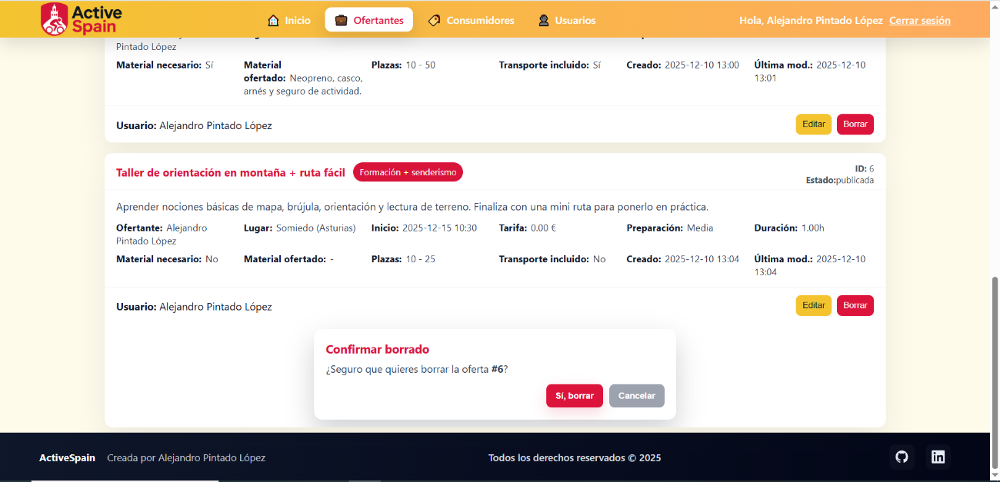 Active
Spain
Inicio
Ofertantes
Consumidores
Usuarios
Hola, Alejandro Pintado López
Cerrar sesión
Pintado López
Material necesario: Sí
Material
ofertado: Neopreno, casco,
arnés y seguro de actividad.
Plazas: 10 - 50
Transporte incluido: Sí
Creado: 2025-12-10 13:00
Última mod.: 2025-12-10
13:01
Usuario: Alejandro Pintado López
Editar
Borrar
Taller de orientación en montaña + ruta fácil
Formación + senderismo
ID: 6
Estado:publicada
Aprender nociones básicas de mapa, brújula, orientación y lectura de terreno. Finaliza con una mini ruta para ponerlo en práctica.
Ofertante: Alejandro
Pintado López
Lugar: Somiedo (Asturias)
Inicio: 2025-12-15 10:30
Tarifa: 0.00 €
Preparación: Media
Duración: 1.00h
Material necesario: No
Material ofertado: -
Plazas: 10 - 25
Transporte incluido: No
Creado: 2025-12-10 13:04
Última mod.: 2025-12-10
13:04
Usuario: Alejandro Pintado López
Editar
Borrar
Confirmar borrado
¿Seguro que quieres borrar la oferta #6?
Sí, borrar
Cancelar
ActiveSpain
Creada por Alejandro Pintado López
Todos los derechos reservados © 2025
in